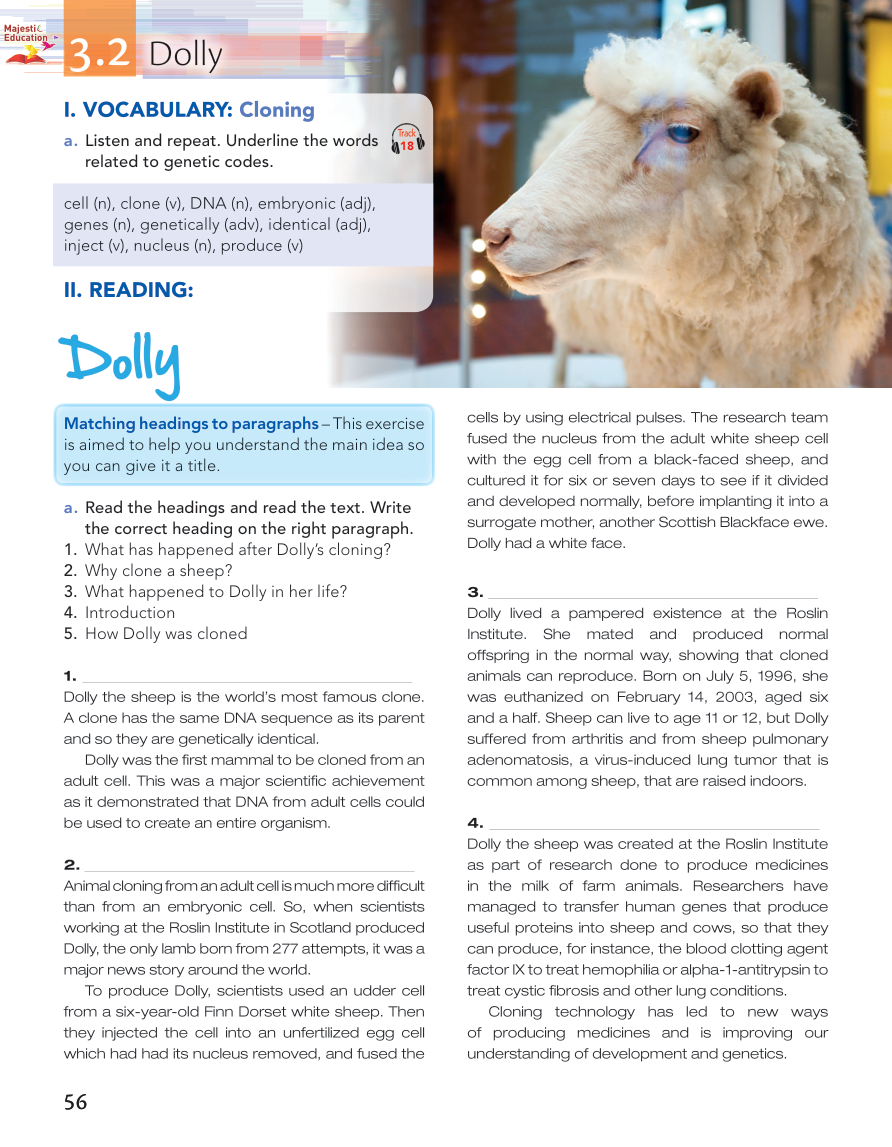 Majesti
Education
3.2 Dolly
I. VOCABULARY: Cloning
a. Listen and repeat. Underline the words
related to genetic codes.
Track
18
cell (n), clone (v), DNA (n), embryonic (adj),
genes (n), genetically (adv), identical (adj),
inject (v), nucleus (n), produce (v)
II. READING:
Dolly
Matching headings to paragraphs – This exercise
is aimed to help you understand the main idea so
you can give it a title.
a. Read the headings and read the text. Write
the correct heading on the right paragraph.
1. What has happened after Dolly’s cloning?
2. Why clone a sheep?
3. What happened to Dolly in her life?
4. Introduction
5. How Dolly was cloned
1.
Dolly the sheep is the world’s most famous clone.
A clone has the same DNA sequence as its parent
and so they are genetically identical.
Dolly was the first mammal to be cloned from an
adult cell. This was a major scientific achievement
as it demonstrated that DNA from adult cells could
be used to create an entire organism.
2.
Animal cloning from an adult cell is much more difficult
than from an embryonic cell. So, when scientists
working at the Roslin Institute in Scotland produced
Dolly, the only lamb born from 277 attempts, it was a
major news story around the world.
To produce Dolly, scientists used an udder cell
from a six-year-old Finn Dorset white sheep. Then
they injected the cell into an unfertilized egg cell
which had had its nucleus removed, and fused the
cells by using electrical pulses. The research team
fused the nucleus from the adult white sheep cell
with the egg cell from a black-faced sheep, and
cultured it for six or seven days to see if it divided
and developed normally, before implanting it into a
surrogate mother, another Scottish Blackface ewe.
Dolly had a white face.
3.
Dolly lived a pampered existence at the Roslin
Institute. She mated and produced normal
offspring in the normal way, showing that cloned
animals can reproduce. Born on July 5, 1996, she
was euthanized on February 14, 2003, aged six
and a half. Sheep can live to age 11 or 12, but Dolly
suffered from arthritis and from sheep pulmonary
adenomatosis, a virus-induced lung tumor that is
common among sheep, that are raised indoors.
4.
Dolly the sheep was created at the Roslin Institute
as part of research done to produce medicines
in the milk of farm animals. Researchers have
managed to transfer human genes that produce
useful proteins into sheep and cows, so that they
can produce, for instance, the blood clotting agent
factor IX to treat hemophilia or alpha-1-antitrypsin to
treat cystic fibrosis and other lung conditions.
Cloning technology has led to new ways
of producing medicines and is improving our
understanding of development and genetics.
56